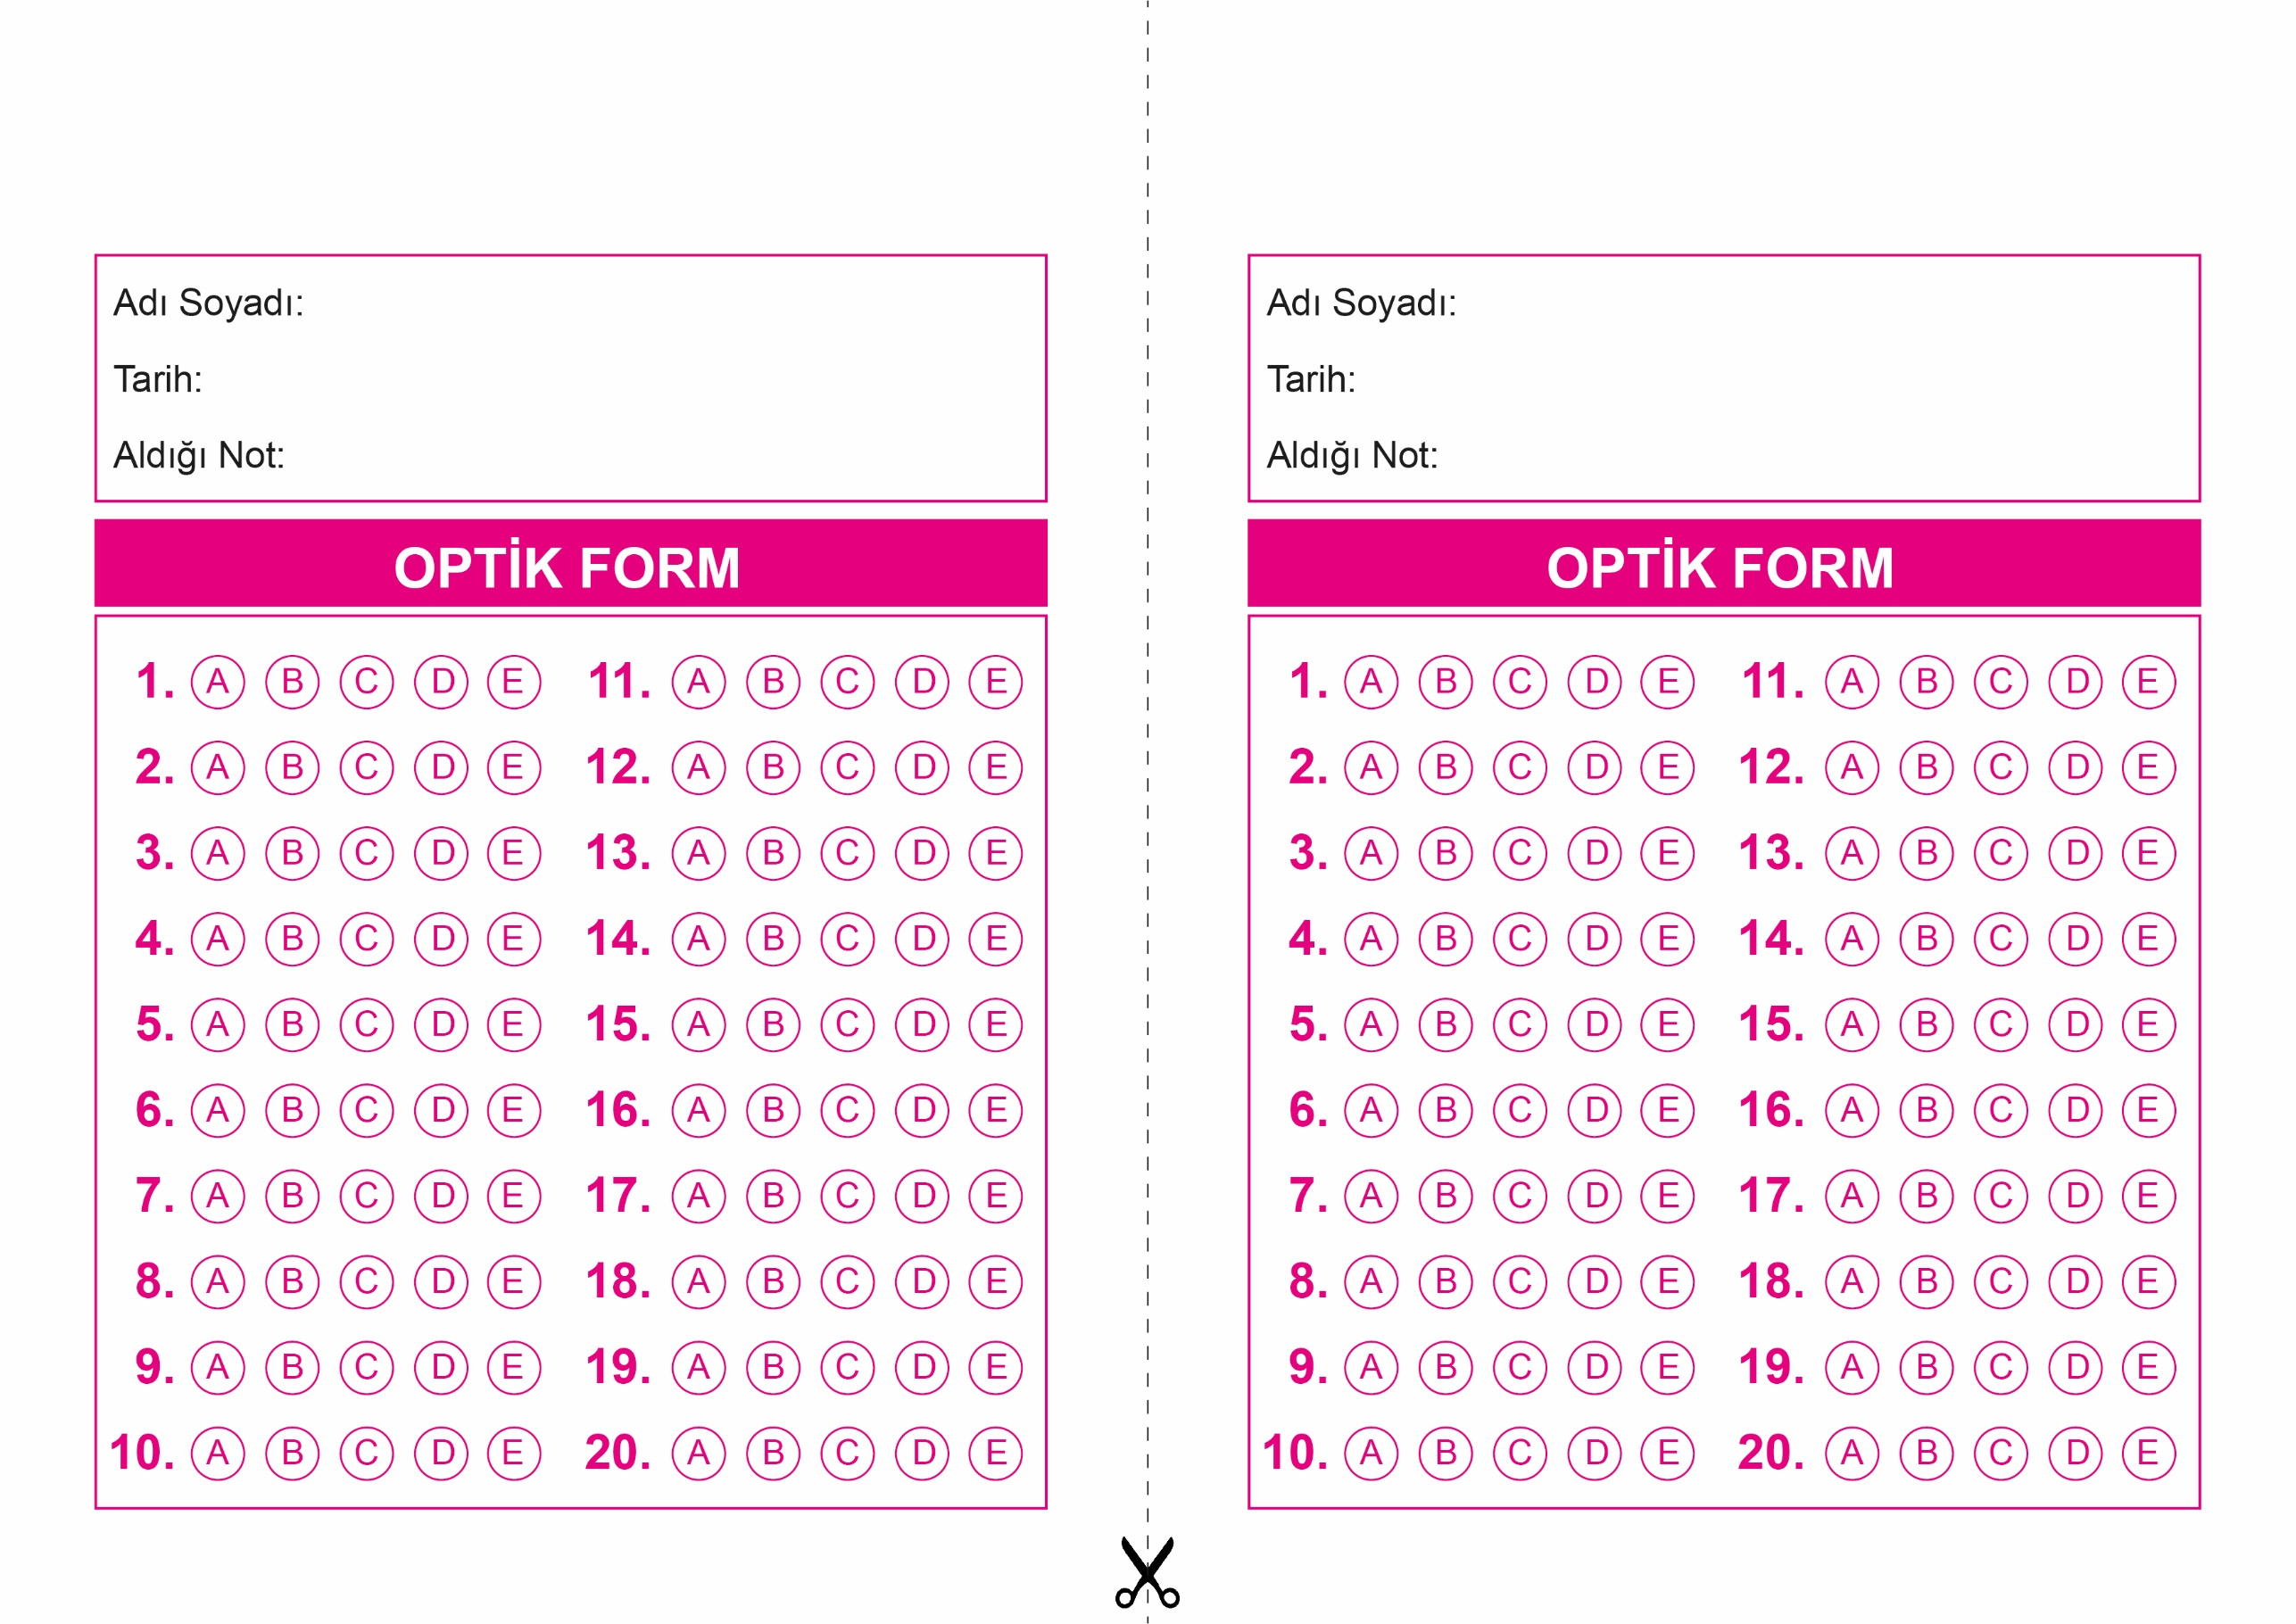 Adı Soyadı:
Tarih:
Aldığı Not:
OPTİK FORM
1. A B C D E 11. A B C D E
2. A B C D E 12. A B C D E
3. A B C D E 13. A B C D E
4. A B C D E 14. A B C D E
5. A B C D E 15. A B C D E
6. A B C D E 16. A B C D E
7. A B C D E 17. A B C D E
8. A B C D E 18. A B C D E
9. A B C D E 19. A B C D E
10. A B C D E 20. A B C D E
Adı Soyadı:
Tarih:
Aldığı Not:
OPTİK FORM
1. A B C D E 11. A B C D E
2. A B C D E 12. A B C D E
3. A B C D E 13. A B C D E
4. A B C D E 14. A B C D E
5. A B C D E 15. A B C D E
6. A B C D E 16. A B C D E
7. A B C D E 17. A B C D E
8. A B C D E 18. A B C D E
9. A B C D E 19. A B C D E
10. A B C D E 20. A B C D E